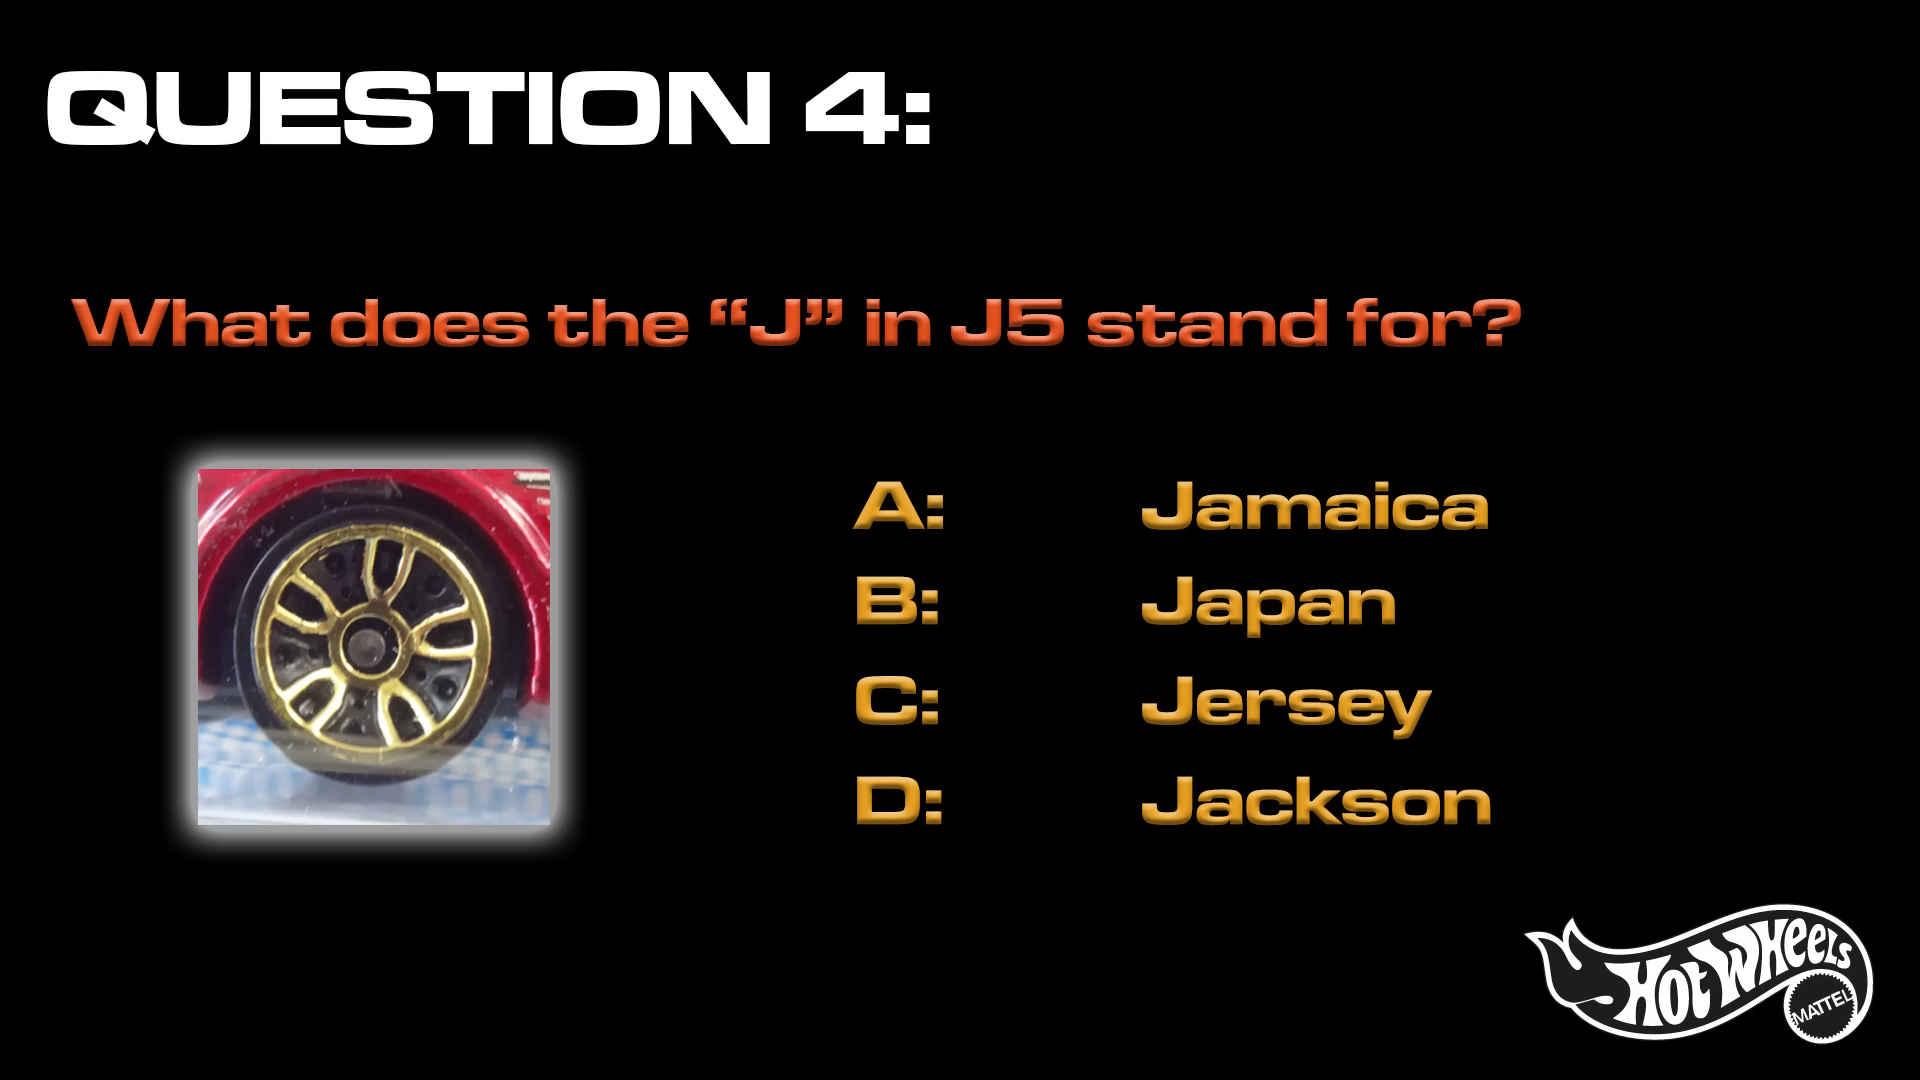 QUESTION 4:
What does the “J” in J5 stand for?
A: Jamaica
B: Japan
C: Jersey
D: Jackson
Hot Wheels
MATTEL